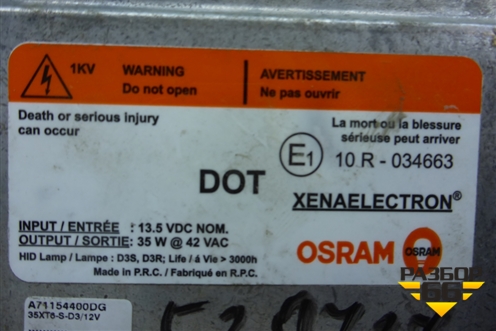 1KV WARNING AVERTISSEMENT
Do not open Ne pas ouvrir
Death or serious injury
can occur
La mort ou la blessure
sérieuse peut arriver
E1 10 R - 034663
DOT
XENAELECTRON®
INPUT / ENTRÉE : 13.5 VDC NOM.
OUTPUT / SORTIE: 35 W @ 42 VAC
HID Lamp / Lampe : D3S, D3R; Life / á Vie > 3000h
Made in P.R.C. / Fabriqué en R.P.C.
OSRAM OSRAM
A71154400DG
35XT6-S-D3/12V
РАЗБОР
68